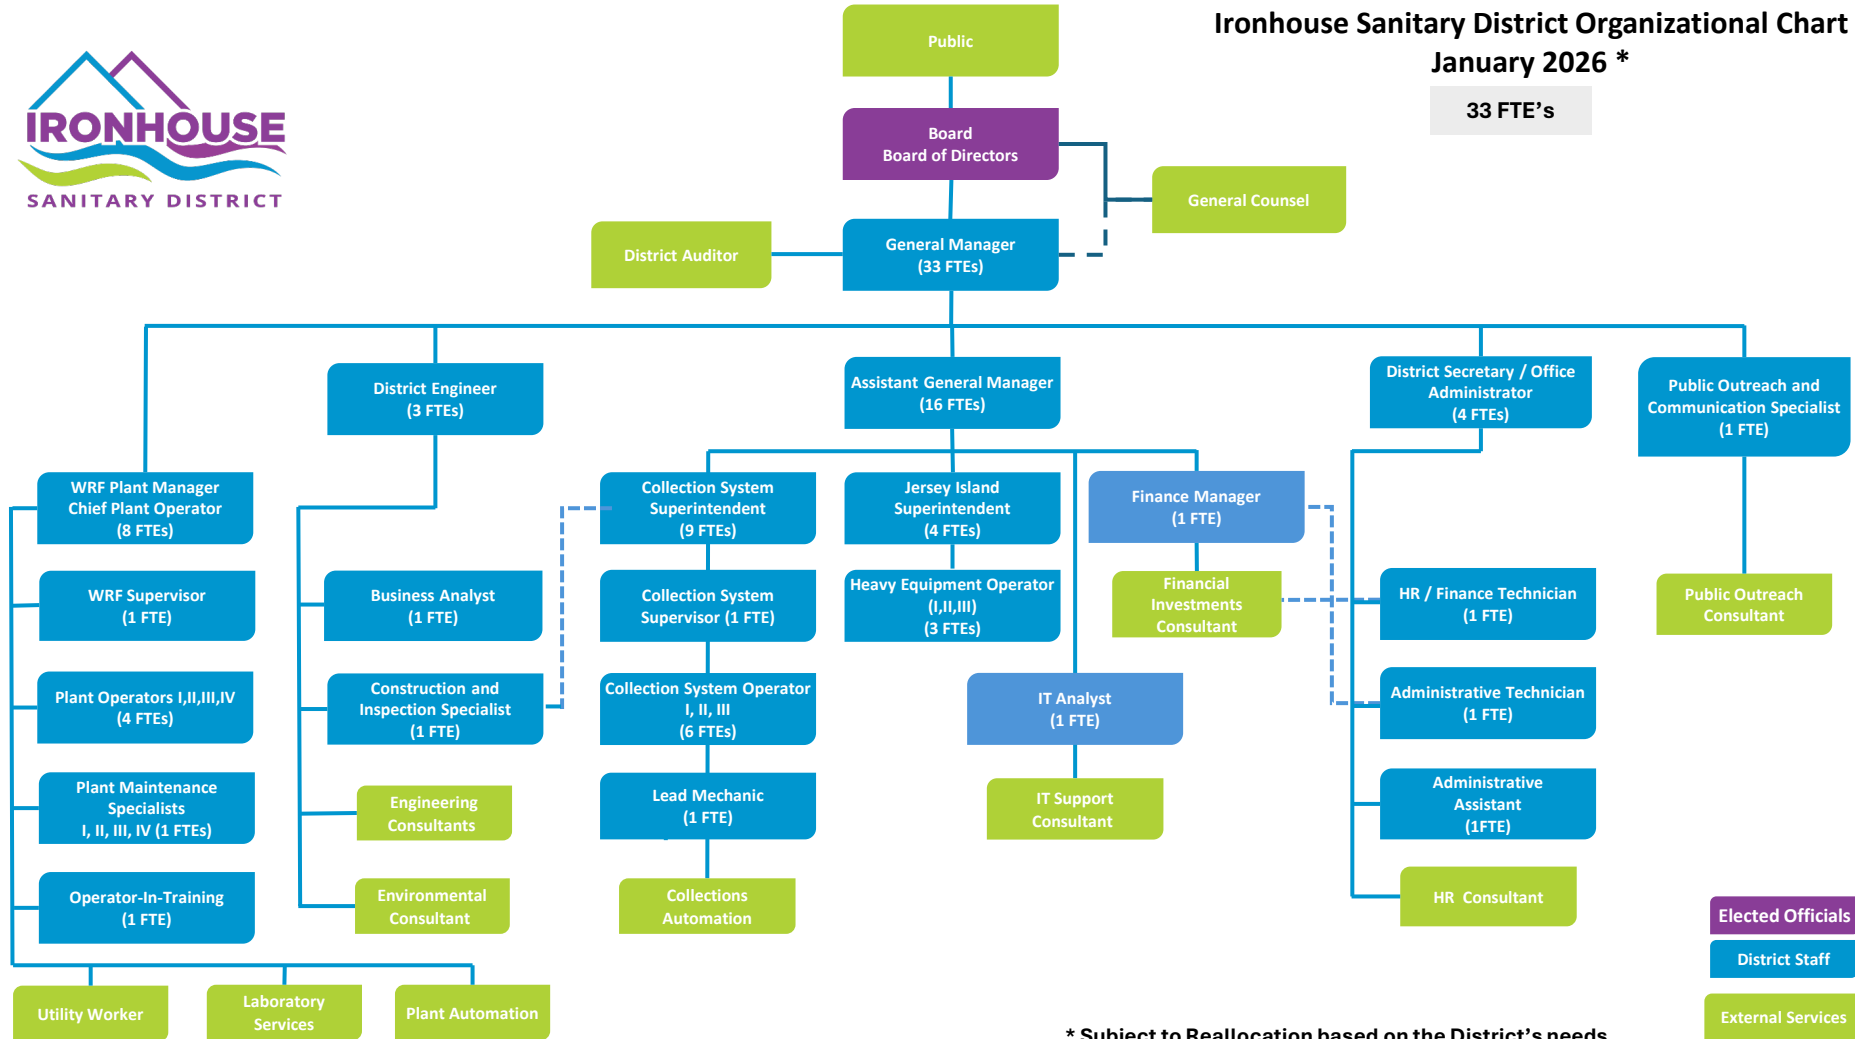 Ironhouse Sanitary District Organizational Chart
January 2026 *
33 FTE's
IRONHOUSE
SANITARY DISTRICT
Public
Board
Board of Directors
General Counsel
District Auditor
General Manager
(33 FTEs)
District Engineer
(3 FTEs)
Assistant General Manager
(16 FTEs)
District Secretary / Office
Administrator
(4 FTEs)
Public Outreach and
Communication Specialist
(1 FTE)
WRF Plant Manager
Chief Plant Operator
(8 FTEs)
Collection System
Superintendent
(9 FTEs)
Jersey Island
Superintendent
(4 FTEs)
Finance Manager
(1 FTE)
WRF Supervisor
(1 FTE)
Business Analyst
(1 FTE)
Collection System
Supervisor (1 FTE)
Heavy Equipment Operator
(I,II,III)
(3 FTEs)
Financial
Investments
Consultant
HR / Finance Technician
(1 FTE)
Public Outreach
Consultant
Plant Operators I,II,III,IV
(4 FTEs)
Construction and
Inspection Specialist
(1 FTE)
Collection System Operator
I, II, III
(6 FTEs)
IT Analyst
(1 FTE)
Administrative Technician
(1 FTE)
Plant Maintenance
Specialists
I, II, III, IV (1 FTEs)
Engineering
Consultants
Lead Mechanic
(1 FTE)
IT Support
Consultant
Administrative
Assistant
(1FTE)
Operator-In-Training
(1 FTE)
Environmental
Consultant
Collections
Automation
HR Consultant
Elected Officials
District Staff
External Services
Utility Worker
Laboratory
Services
Plant Automation
* Subject to Reallocation based on the District's needs